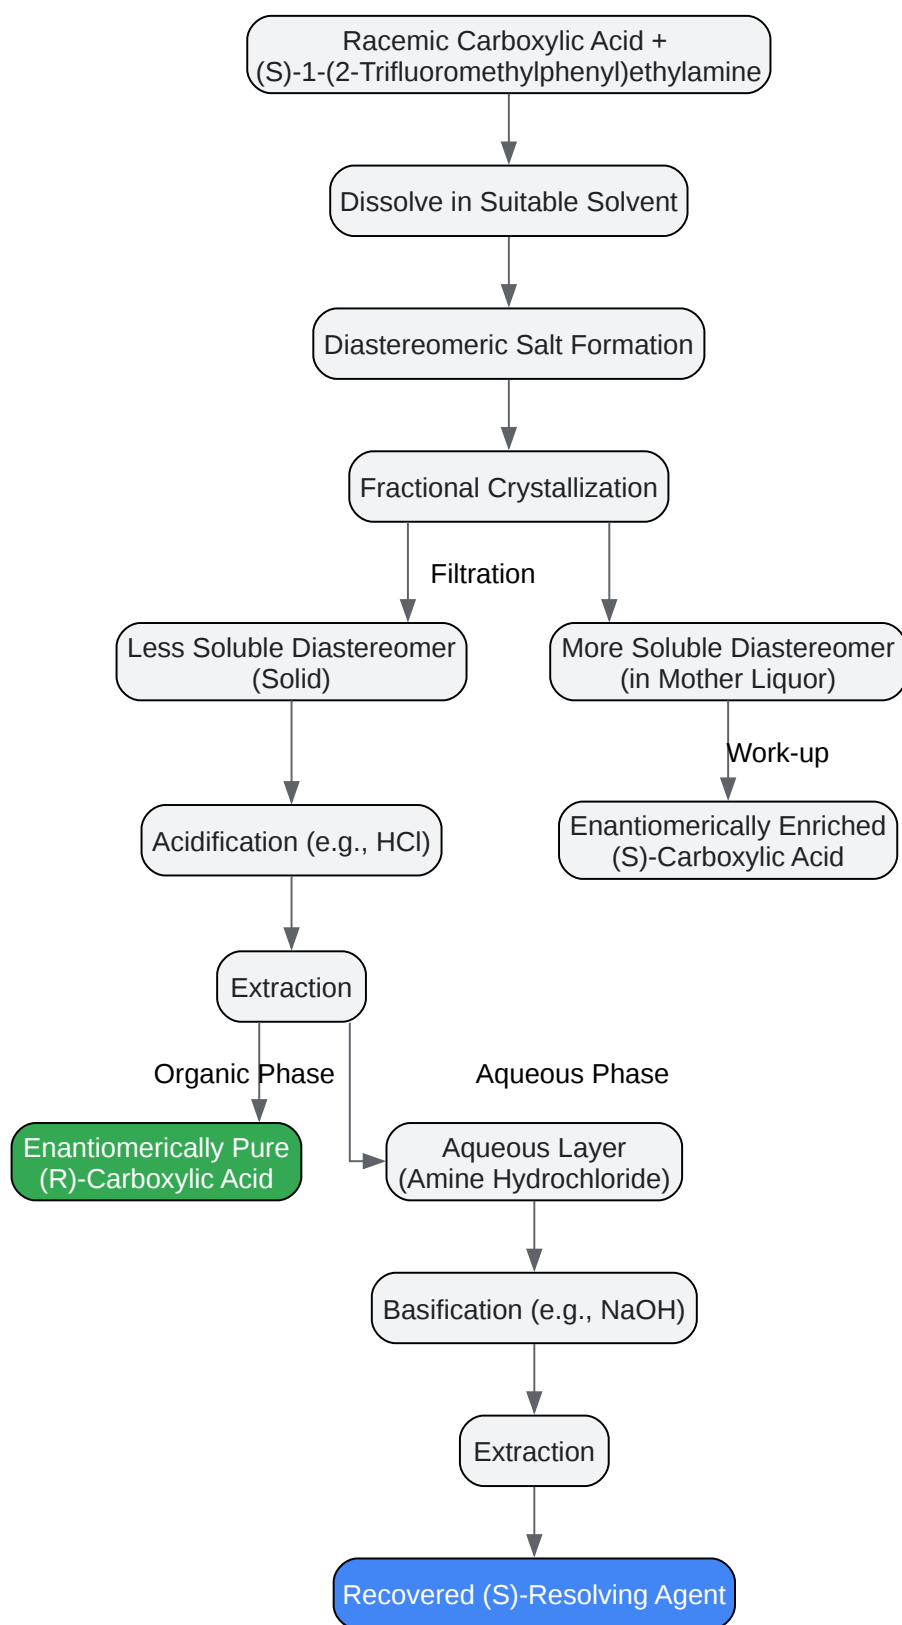 Racemic Carboxylic Acid +
(S)-1-(2-Trifluoromethylphenyl)ethylamine
Dissolve in Suitable Solvent
Diastereomeric Salt Formation
Fractional Crystallization
Filtration
Less Soluble Diastereomer
(Solid)
More Soluble Diastereomer
(in Mother Liquor)
Work-up
Acidification (e.g., HCl)
Enantiomerically Enriched
(S)-Carboxylic Acid
Extraction
Organic Phase
Aqueous Phase
Enantiomerically Pure
(R)-Carboxylic Acid
Aqueous Layer
(Amine Hydrochloride)
Basification (e.g., NaOH)
Extraction
Recovered (S)-Resolving Agent